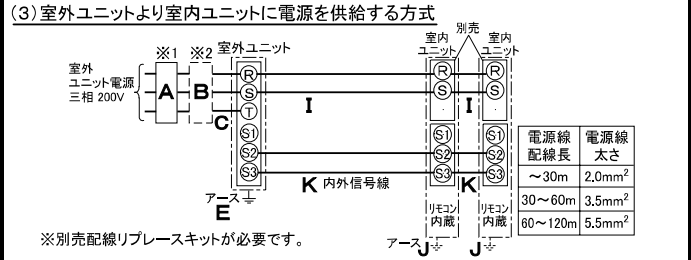 (3)室外ユニットより室内ユニットに電源を供給する方式
※1 ※2 室外ユニット
別売
室内ユニット
室内ユニット
室外
ユニット電源
三相 200V
A
B
C
R
S
T
S1
S2
S3
I
K 内外信号線
R
S
S1
S2
S3
I
K
R
S
S1
S2
S3
アース
E
リモコン内蔵
リモコン内蔵
アース J
J
電源線配線長 電源線太さ
～30m 2.0mm²
30～60m 3.5mm²
60～120m 5.5mm²
※別売配線リプレースキットが必要です。